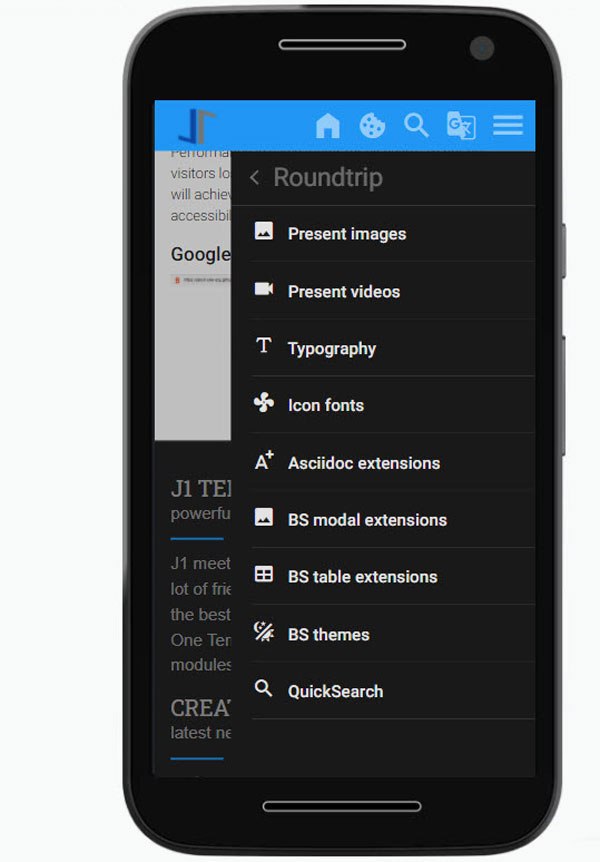 Performa
visitors lo
will achiev
accessibil
Google
Roundtrip
Present images
Present videos
Typography
Icon fonts
Asciidoc extensions
BS modal extensions
BS table extensions
BS themes
QuickSearch
J1 TE
powerfu
J1 meet
lot of frie
the best
One Ter
modules
CREA
latest ne